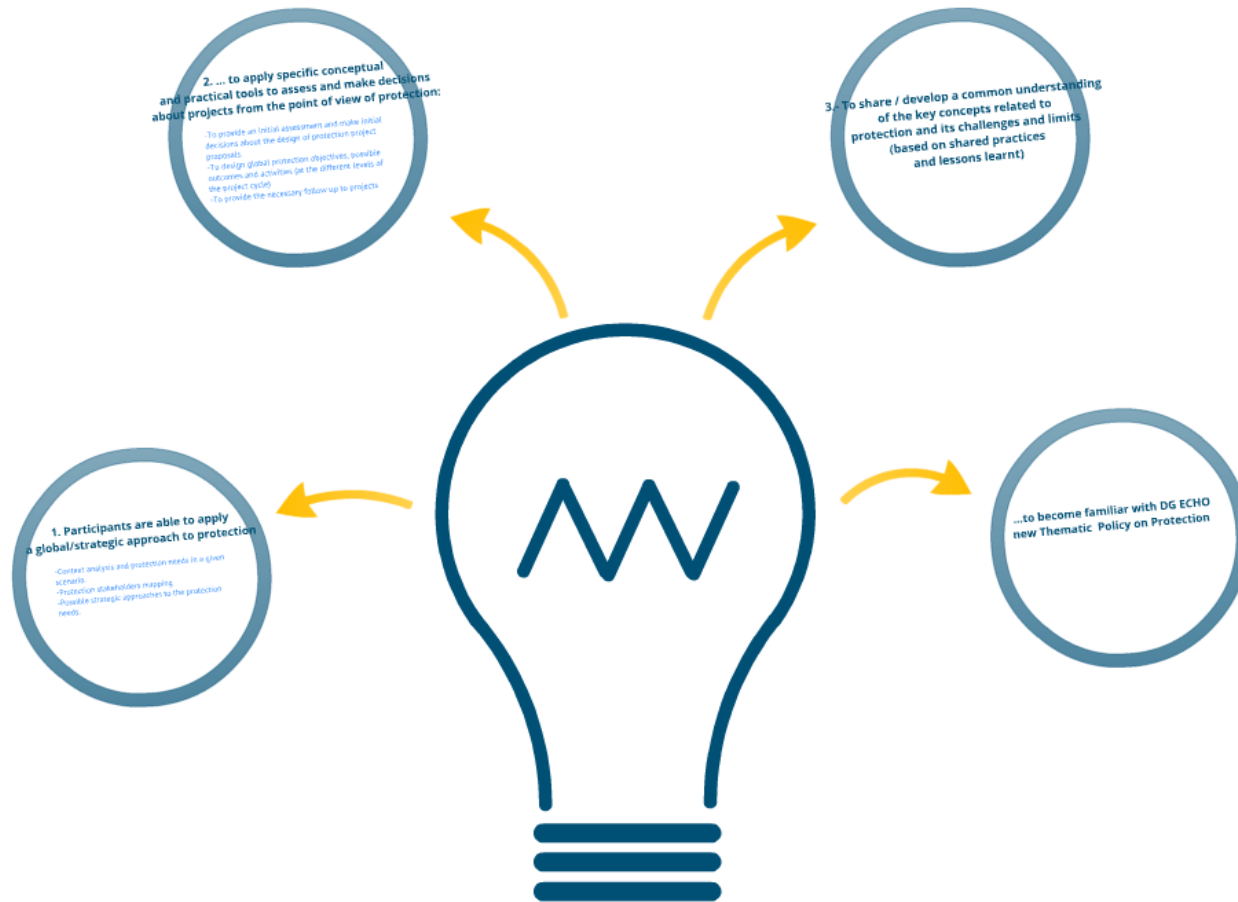 1. Participants are able to apply
a global/strategic approach to protection
-Context analysis and protection needs in a given
scenario.
-Protection stakeholders mapping
-Possible strategic approaches to the protection
needs.
2. ... to apply specific conceptual
and practical tools to assess and make decisions
about projects from the point of view of protection:
-To provide an initial assessment and make initial
decisions about the design of protection project
proposals
-To design global protection objectives, possible
outcomes and activities (at the different levels of
the project cycle)
-To provide the necessary follow up to projects
3.- To share / develop a common understanding
of the key concepts related to
protection and its challenges and limits
(based on shared practices
and lessons learnt)
...to become familiar with DG ECHO
new Thematic Policy on Protection